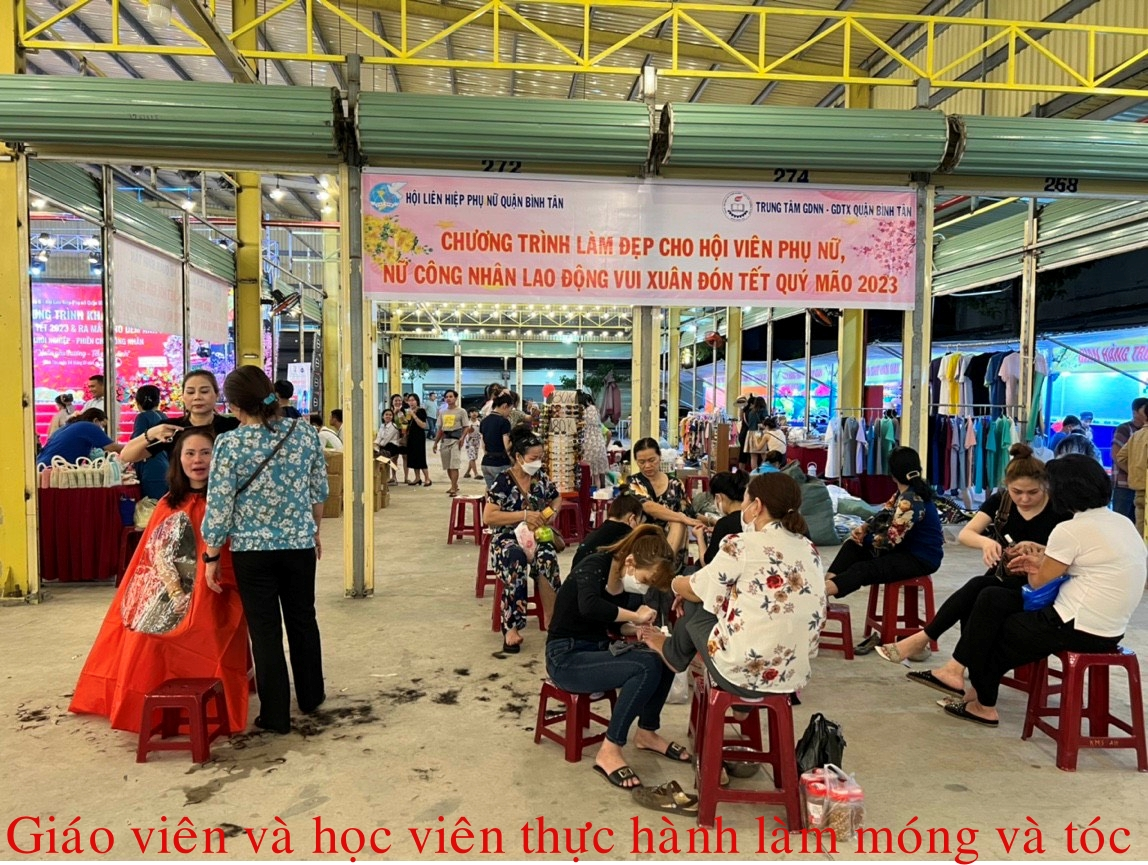 272
274
268
HỘI LIÊN HIỆP PHỤ NỮ QUẬN BÌNH TÂN
TRUNG TÂM GDNN - GDTX QUẬN BÌNH TÂN
CHƯƠNG TRÌNH LÀM ĐẸP CHO HỘI VIÊN PHỤ NỮ,
NỮ CÔNG NHÂN LAO ĐỘNG VUI XUÂN ĐÓN TẾT QUÝ MÃO 2023
Giáo viên và học viên thực hành làm móng và tóc